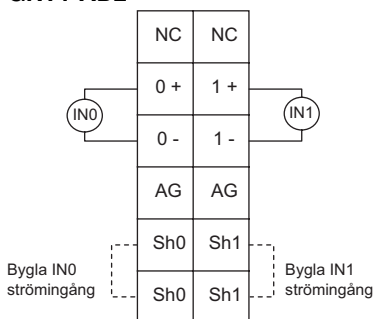 NC NC
0 + 1 +
IN0 IN1
0 - 1 -
AG AG
Sh0 Sh1
Bygla IN0
strömingång
Bygla IN1
strömingång
Sh0 Sh1